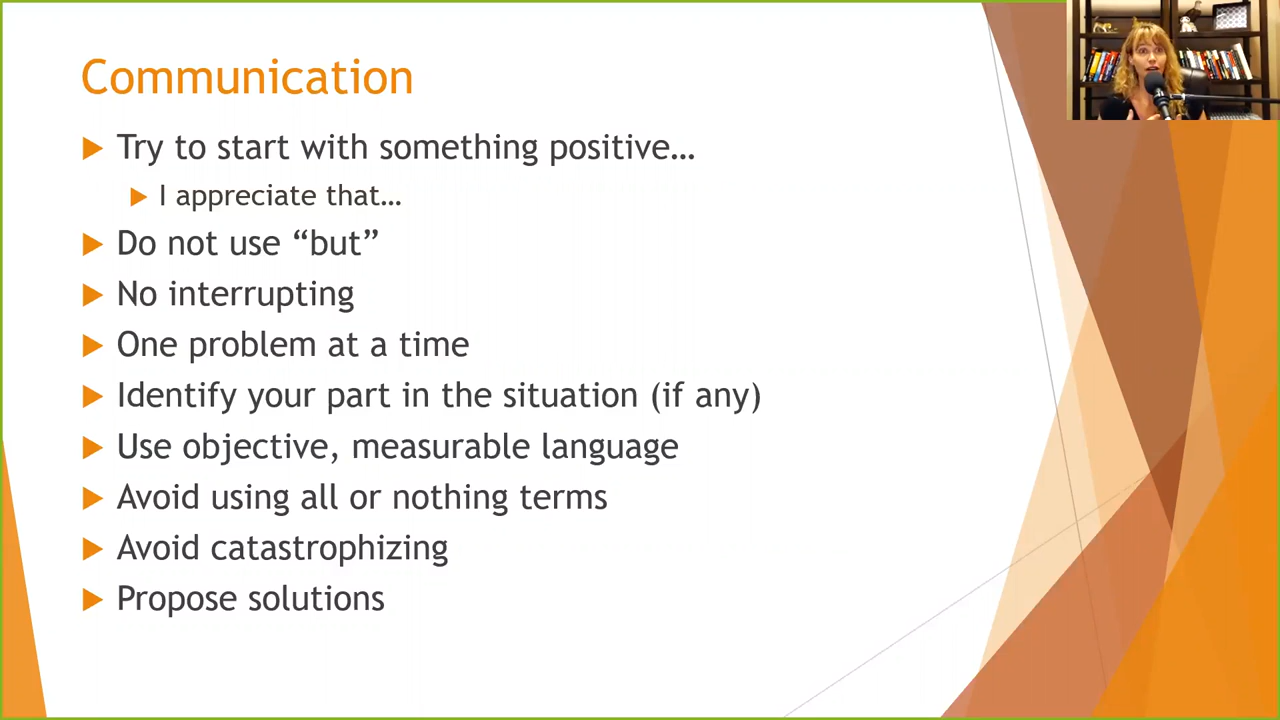 Communication
Try to start with something positive…
I appreciate that…
Do not use “but”
No interrupting
One problem at a time
Identify your part in the situation (if any)
Use objective, measurable language
Avoid using all or nothing terms
Avoid catastrophizing
Propose solutions